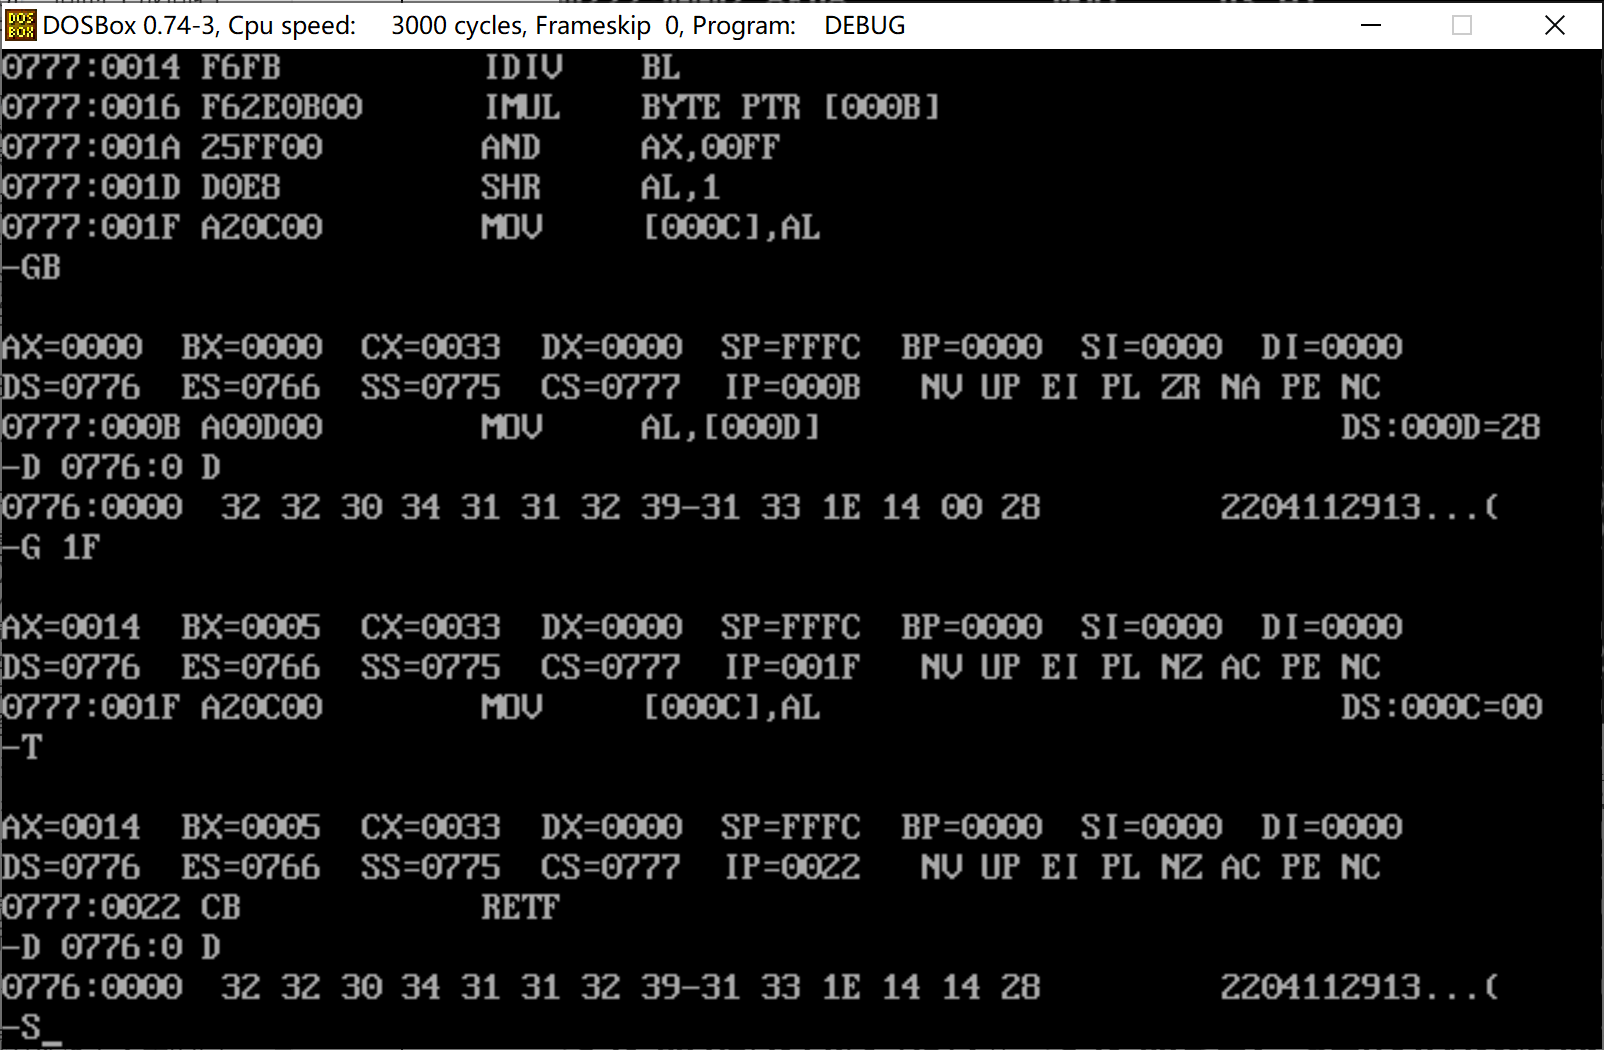 DOSBox 0.74-3, Cpu speed: 3000 cycles, Frameskip 0, Program: DEBUG
0777:0014 F6FB IDIV BL
0777:0016 F62E0B00 IMUL BYTE PTR [000B]
0777:001A 25FF00 AND AX,00FF
0777:001D D0E8 SHR AL,1
0777:001F A20C00 MOV [000C],AL
-GB
AX=0000 BX=0000 CX=0033 DX=0000 SP=FFFC BP=0000 SI=0000 DI=0000
DS=0776 ES=0766 SS=0775 CS=0777 IP=000B NV UP EI PL ZR NA PE NC
0777:000B A00D00 MOV AL,[000D] DS:000D=28
-D 0776:0 D
0776:0000 32 32 30 34 31 31 32 39-31 33 1E 14 00 28 2204112913...(
-G 1F
AX=0014 BX=0005 CX=0033 DX=0000 SP=FFFC BP=0000 SI=0000 DI=0000
DS=0776 ES=0766 SS=0775 CS=0777 IP=001F NV UP EI PL NZ AC PE NC
0777:001F A20C00 MOV [000C],AL DS:000C=00
-T
AX=0014 BX=0005 CX=0033 DX=0000 SP=FFFC BP=0000 SI=0000 DI=0000
DS=0776 ES=0766 SS=0775 CS=0777 IP=0022 NV UP EI PL NZ AC PE NC
0777:0022 CB RETF
-D 0776:0 D
0776:0000 32 32 30 34 31 31 32 39-31 33 1E 14 14 28 2204112913...(
-S_